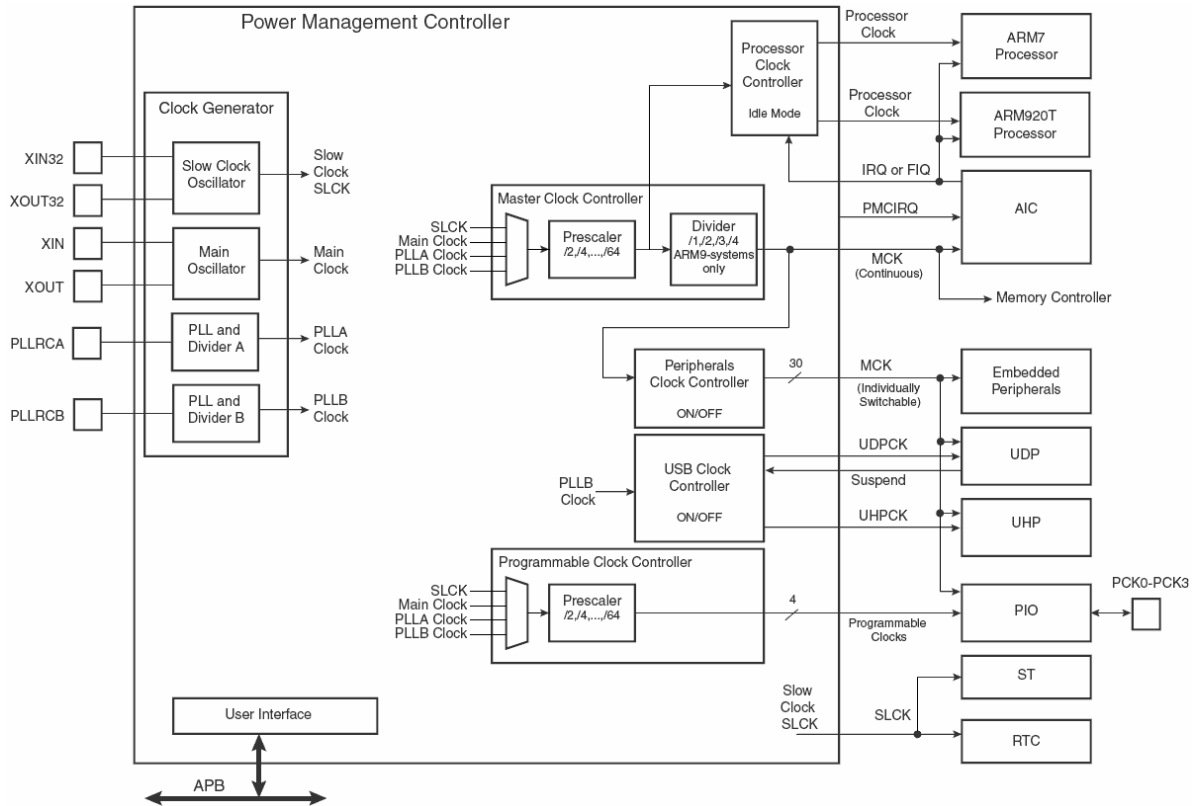 Power Management Controller
Clock Generator
XIN32
XOUT32
Slow Clock
Oscillator
Slow
Clock
SLCK
XIN
XOUT
Main
Oscillator
Main
Clock
PLLRCA
PLL and
Divider A
PLLA
Clock
PLLRCB
PLL and
Divider B
PLLB
Clock
Processor
Clock
Controller
Idle Mode
Processor
Clock
ARM7
Processor
Processor
Clock
ARM920T
Processor
IRQ or FIQ
PMCIRQ
AIC
MCK
(Continuous)
Memory Controller
Master Clock Controller
SLCK
Main Clock
PLLA Clock
PLLB Clock
Prescaler
/2,/4,...,/64
Divider
/1,/2,/3,/4
ARM9-systems
only
Peripherals
Clock Controller
ON/OFF
30
MCK
(Individually
Switchable)
Embedded
Peripherals
PLLB
Clock
USB Clock
Controller
ON/OFF
UDPCK
Suspend
UDP
UHPCK
UHP
Programmable Clock Controller
SLCK
Main Clock
PLLA Clock
PLLB Clock
Prescaler
/2,/4,...,/64
4
Programmable
Clocks
PIO
PCK0-PCK3
Slow
Clock
SLCK
SLCK
ST
RTC
User Interface
APB